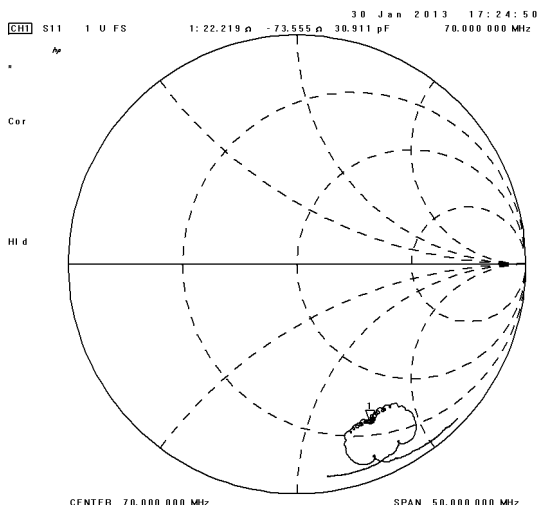 30 Jan 2013 17:24:50
CH1 S11 1 U FS 1: 22.219 Ω -73.555 Ω 30.911 pF 70.000 000 MHz
hp
*
Cor
Hld
1
CENTER 70.000 000 MHz SPAN 50.000 000 MHz